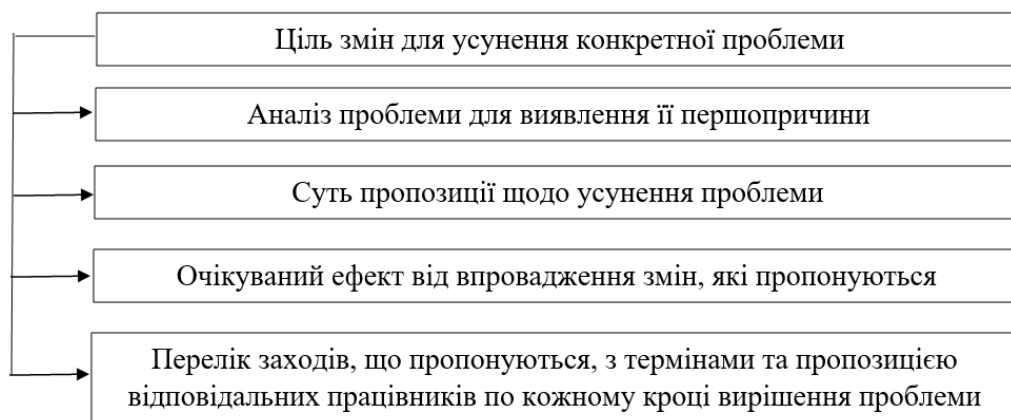 Ціль змін для усунення конкретної проблеми
Аналіз проблеми для виявлення її першопричини
Суть пропозиції щодо усунення проблеми
Очікуваний ефект від впровадження змін, які пропонуються
Перелік заходів, що пропонуються, з термінами та пропозицією
відповідальних працівників по кожному кроці вирішення проблеми